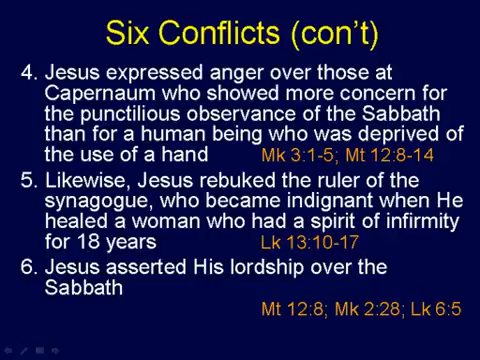 Six Conflicts (con't)
4. Jesus expressed anger over those at
Capernaum who showed more concern for
the punctilious observance of the Sabbath
than for a human being who was deprived of
the use of a hand Mk 3:1-5; Mt 12:8-14
5. Likewise, Jesus rebuked the ruler of the
synagogue, who became indignant when He
healed a woman who had a spirit of infirmity
for 18 years Lk 13:10-17
6. Jesus asserted His lordship over the
Sabbath
Mt 12:8; Mk 2:28; Lk 6:5